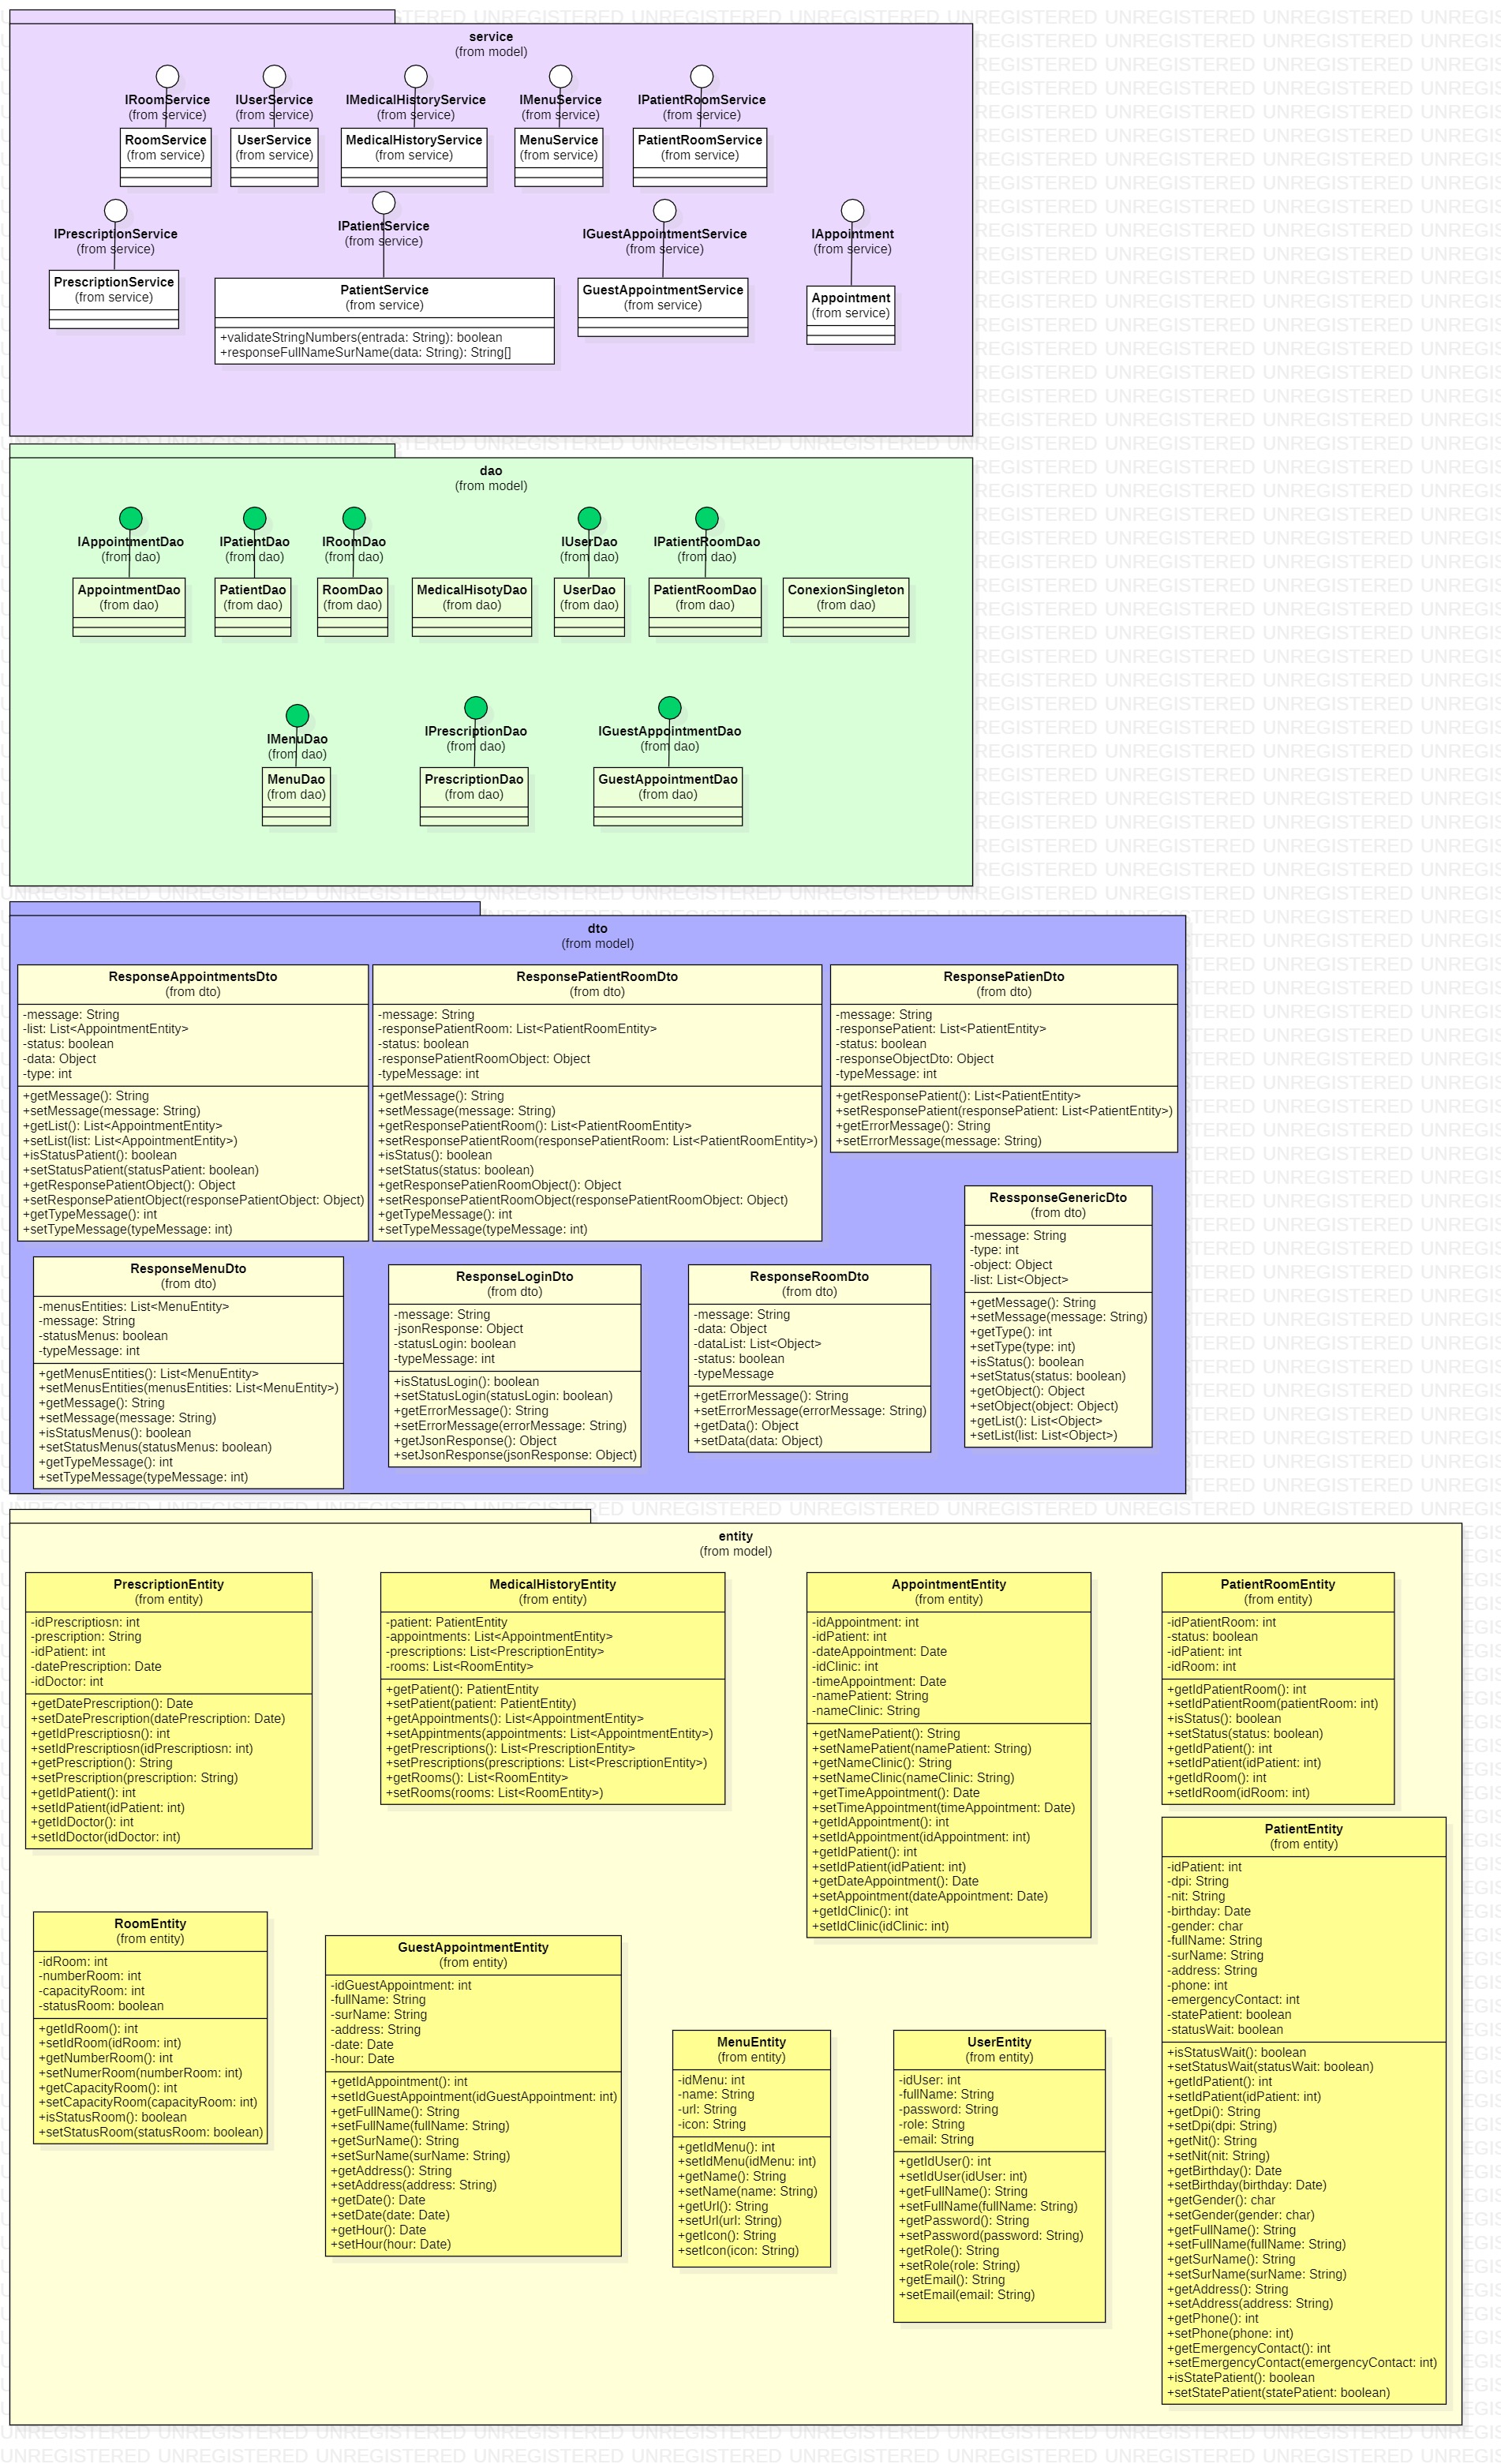 service
(from model)
IRoomService
(from service)
IUserService
(from service)
IMedicalHistoryService
(from service)
IMenuService
(from service)
IPatientRoomService
(from service)
RoomService
(from service)
UserService
(from service)
MedicalHistoryService
(from service)
MenuService
(from service)
PatientRoomService
(from service)
IPrescriptionService
(from service)
IPatientService
(from service)
IGuestAppointmentService
(from service)
IAppointment
(from service)
PrescriptionService
(from service)
PatientService
(from service)
+validateStringNumbers(entrada: String): boolean
+responseFullNameSurName(data: String): String[]
GuestAppointmentService
(from service)
Appointment
(from service)
dao
(from model)
IAppointmentDao
(from dao)
IPatientDao
(from dao)
IRoomDao
(from dao)
IUserDao
(from dao)
IPatientRoomDao
(from dao)
AppointmentDao
(from dao)
PatientDao
(from dao)
RoomDao
(from dao)
MedicalHisotyDao
(from dao)
UserDao
(from dao)
PatientRoomDao
(from dao)
ConexionSingleton
(from dao)
IMenuDao
(from dao)
IPrescriptionDao
(from dao)
IGuestAppointmentDao
(from dao)
MenuDao
(from dao)
PrescriptionDao
(from dao)
GuestAppointmentDao
(from dao)
dto
(from model)
ResponseAppointmentsDto
(from dto)
-message: String
-list: List<AppointmentEntity>
-status: boolean
-data: Object
-type: int
+getMessage(): String
+setMessage(message: String)
+getList(): List<AppointmentEntity>
+setList(list: List<AppointmentEntity>)
+isStatusPatient(): boolean
+setStatusPatient(statusPatient: boolean)
+getResponsePatientObject(): Object
+setResponsePatientObject(responsePatientObject: Object)
+getTypeMessage(): int
+setTypeMessage(typeMessage: int)
ResponsePatientRoomDto
(from dto)
-message: String
-responsePatientRoom: List<PatientRoomEntity>
-status: boolean
-responsePatientRoomObject: Object
-typeMessage: int
+getMessage(): String
+setMessage(message: String)
+getResponsePatientRoom(): List<PatientRoomEntity>
+setResponsePatientRoom(responsePatientRoom: List<PatientRoomEntity>)
+isStatus(): boolean
+setStatus(status: boolean)
+getResponsePatienRoomObject(): Object
+setResponsePatientRoomObject(responsePatientRoomObject: Object)
+getTypeMessage(): int
+setTypeMessage(typeMessage: int)
ResponsePatienDto
(from dto)
-message: String
-responsePatient: List<PatientEntity>
-status: boolean
-responseObjectDto: Object
-typeMessage: int
+getResponsePatient(): List<PatientEntity>
+setResponsePatient(responsePatient: List<PatientEntity>)
+getErrorMessage(): String
+setErrorMessage(message: String)
RessponseGenericDto
(from dto)
-message: String
-type: int
-object: Object
-list: List<Object>
+getMessage(): String
+setMessage(message: String)
+getType(): int
+setType(type: int)
+isStatus(): boolean
+setStatus(status: boolean)
+getObject(): Object
+setObject(object: Object)
+getList(): List<Object>
+setList(list: List<Object>)
ResponseMenuDto
(from dto)
-menusEntities: List<MenuEntity>
-message: String
-statusMenus: boolean
-typeMessage: int
+getMenusEntities(): List<MenuEntity>
+setMenusEntities(menusEntities: List<MenuEntity>)
+getMessage(): String
+setMessage(message: String)
+isStatusMenus(): boolean
+setStatusMenus(statusMenus: boolean)
+getTypeMessage(): int
+setTypeMessage(typeMessage: int)
ResponseLoginDto
(from dto)
-message: String
-jsonResponse: Object
-statusLogin: boolean
-typeMessage: int
+isStatusLogin(): boolean
+setStatusLogin(statusLogin: boolean)
+getErrorMessage(): String
+setErrorMessage(errorMessage: String)
+getJsonResponse(): Object
+setJsonResponse(jsonResponse: Object)
ResponseRoomDto
(from dto)
-message: String
-data: Object
-dataList: List<Object>
-status: boolean
-typeMessage
+getErrorMessage(): String
+setErrorMessage(errorMessage: String)
+getData(): Object
+setData(data: Object)
entity
(from model)
PrescriptionEntity
(from entity)
-idPrescriptiosn: int
-prescription: String
-idPatient: int
-datePrescription: Date
-idDoctor: int
+getDatePrescription(): Date
+setDatePrescription(datePrescription: Date)
+getIdPrescriptiosn(): int
+setIdPrescriptiosn(idPrescriptiosn: int)
+getPrescription(): String
+setPrescription(prescription: String)
+getIdPatient(): int
+setIdPatient(idPatient: int)
+getIdDoctor(): int
+setIdDoctor(idDoctor: int)
MedicalHistoryEntity
(from entity)
-patient: PatientEntity
-appointments: List<AppointmentEntity>
-prescriptions: List<PrescriptionEntity>
-rooms: List<RoomEntity>
+getPatient(): PatientEntity
+setPatient(patient: PatientEntity)
+getAppointments(): List<AppointmentEntity>
+setAppintments(appointments: List<AppointmentEntity>)
+getPrescriptions(): List<PrescriptionEntity>
+setPrescriptions(prescriptions: List<PrescriptionEntity>)
+getRooms(): List<RoomEntity>
+setRooms(rooms: List<RoomEntity>)
AppointmentEntity
(from entity)
-idAppointment: int
-idPatient: int
-dateAppointment: Date
-idClinic: int
-timeAppointment: Date
-namePatient: String
-nameClinic: String
+getNamePatient(): String
+setNamePatient(namePatient: String)
+getNameClinic(): String
+setNameClinic(nameClinic: String)
+getTimeAppointment(): Date
+setTimeAppointment(timeAppointment: Date)
+getIdAppointment(): int
+setIdAppointment(idAppointment: int)
+getIdPatient(): int
+setIdPatient(idPatient: int)
+getDateAppointment(): Date
+setAppointment(dateAppointment: Date)
+getIdClinic(): int
+setIdClinic(idClinic: int)
PatientRoomEntity
(from entity)
-idPatientRoom: int
-status: boolean
-idPatient: int
-idRoom: int
+getIdPatientRoom(): int
+setIdPatientRoom(patientRoom: int)
+isStatus(): boolean
+setStatus(status: boolean)
+getIdPatient(): int
+setIdPatient(idPatient: int)
+getIdRoom(): int
+setIdRoom(idRoom: int)
PatientEntity
(from entity)
-idPatient: int
-dpi: String
-nit: String
-birthday: Date
-gender: char
-fullName: String
-surName: String
-address: String
-phone: int
-emergencyContact: int
-statePatient: boolean
-statusWait: boolean
+isStatusWait(): boolean
+setStatusWait(statusWait: boolean)
+getIdPatient(): int
+setIdPatient(idPatient: int)
+getDpi(): String
+setDpi(dpi: String)
+getNit(): String
+setNit(nit: String)
+getBirthday(): Date
+setBirthday(birthday: Date)
+getGender(): char
+setGender(gender: char)
+getFullName(): String
+setFullName(fullName: String)
+getSurName(): String
+setSurName(surName: String)
+getAddress(): String
+setAddress(address: String)
+getPhone(): int
+setPhone(phone: int)
+getEmergencyContact(): int
+setEmergencyContact(emergencyContact: int)
+isStatePatient(): boolean
+setStatePatient(statePatient: boolean)
RoomEntity
(from entity)
-idRoom: int
-numberRoom: int
-capacityRoom: int
-statusRoom: boolean
+getIdRoom(): int
+setIdRoom(idRoom: int)
+getNumberRoom(): int
+setNumerRoom(numberRoom: int)
+getCapacityRoom(): int
+setCapacityRoom(capacityRoom: int)
+isStatusRoom(): boolean
+setStatusRoom(statusRoom: boolean)
GuestAppointmentEntity
(from entity)
-idGuestAppointment: int
-fullName: String
-surName: String
-address: String
-date: Date
-hour: Date
+getIdAppointment(): int
+setIdGuestAppointment(idGuestAppointment: int)
+getFullName(): String
+setFullName(fullName: String)
+getSurName(): String
+setSurName(surName: String)
+getAddress(): String
+setAddress(address: String)
+getDate(): Date
+setDate(date: Date)
+getHour(): Date
+setHour(hour: Date)
MenuEntity
(from entity)
-idMenu: int
-name: String
-url: String
-icon: String
+getIdMenu(): int
+setIdMenu(idMenu: int)
+getName(): String
+setName(name: String)
+getUrl(): String
+setUrl(url: String)
+getIcon(): String
+setIcon(icon: String)
UserEntity
(from entity)
-idUser: int
-fullName: String
-password: String
-role: String
-email: String
+getIdUser(): int
+setIdUser(idUser: int)
+getFullName(): String
+setFullName(fullName: String)
+getPassword(): String
+setPassword(password: String)
+getRole(): String
+setRole(role: String)
+getEmail(): String
+setEmail(email: String)